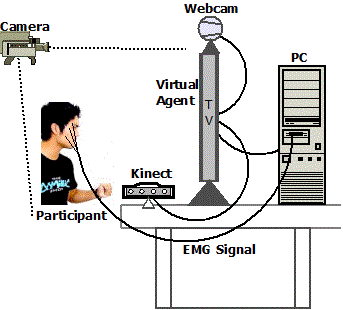 Webcam
Camera
PC
Virtual
Agent
T
V
Kinect
Participant
EMG Signal